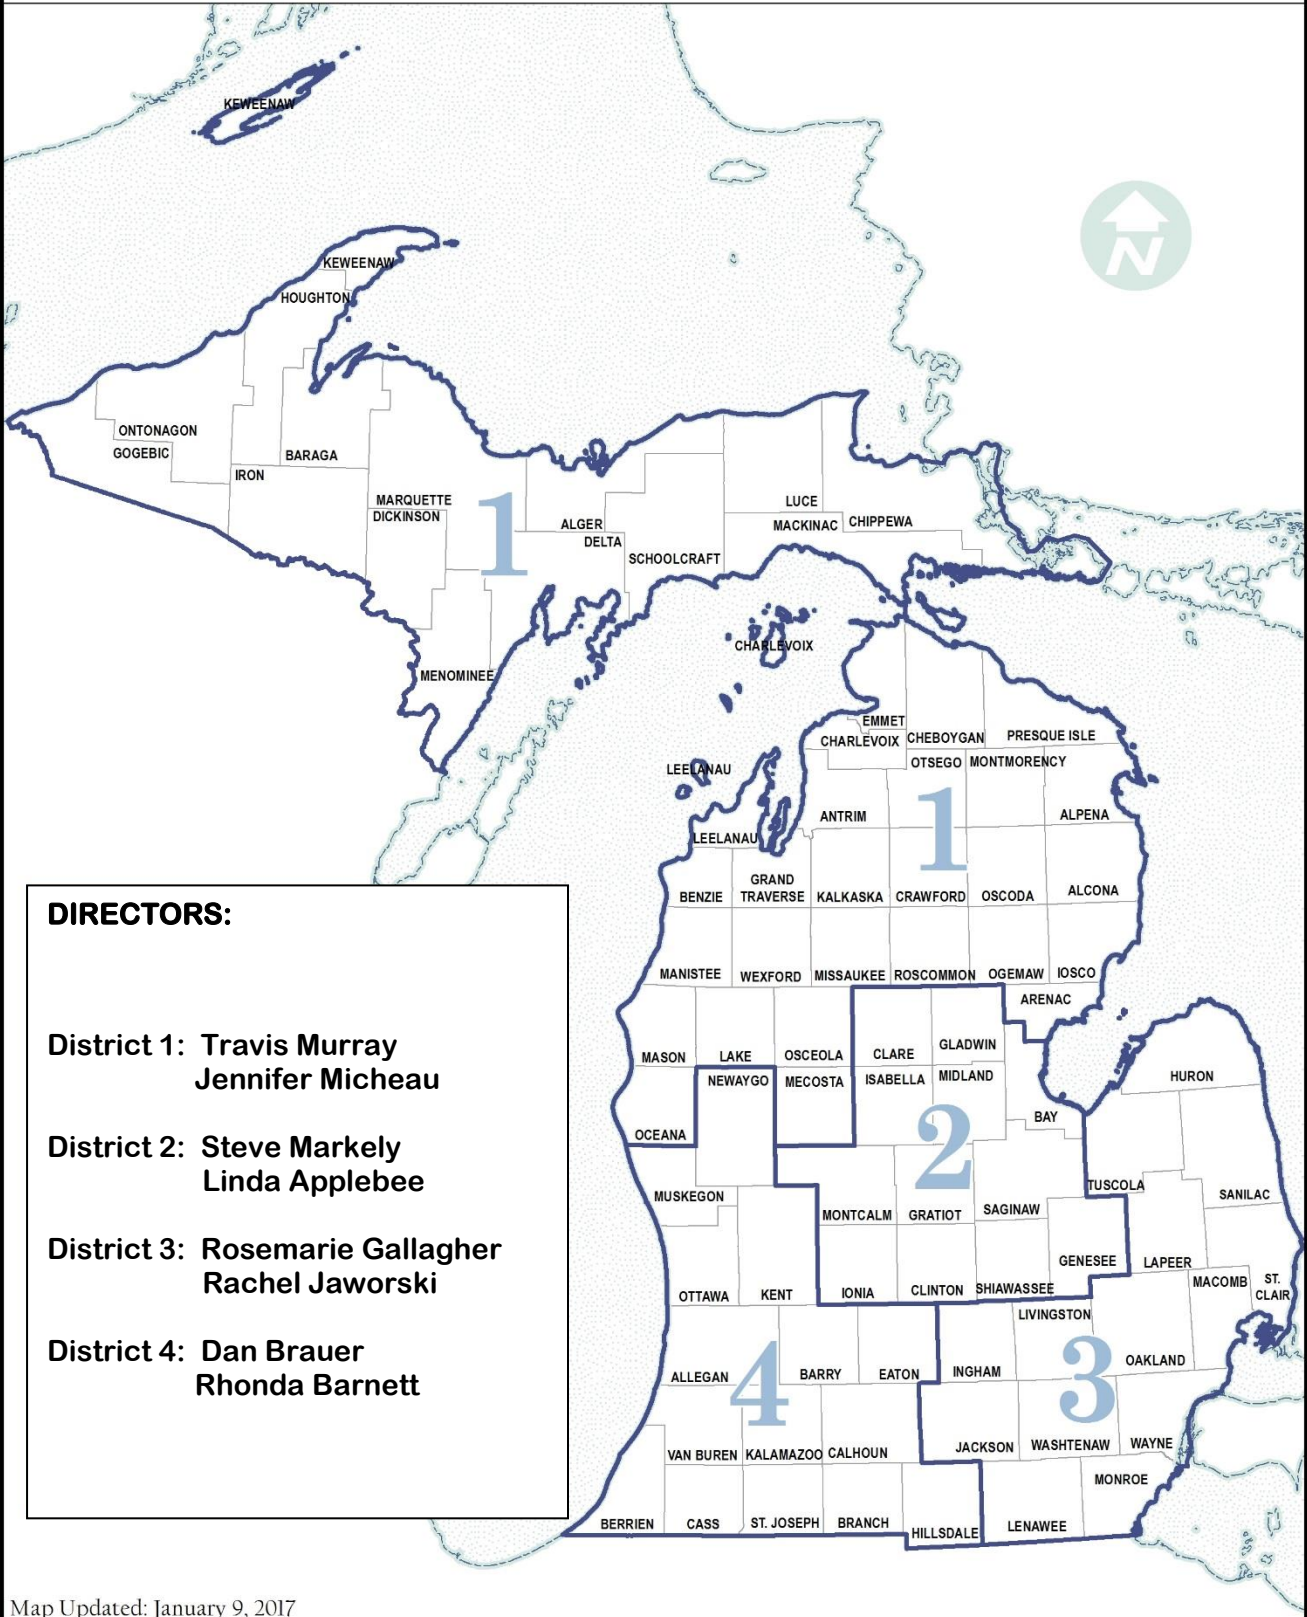 KEWEENAW
N
KEWEENAW
HOUGHTON
ONTONAGON
GOGEBIC
BARAGA
IRON
MARQUETTE
DICKINSON
1
ALGER
DELTA
SCHOOLCRAFT
LUCE
MACKINAC
CHIPPEWA
MENOMINEE
CHARLEVOIX
EMMET
CHARLEVOIX
CHEBOYGAN
PRESQUE ISLE
LEELANAU
OTSEGO
MONTMORENCY
ANTRIM
1
ALPENA
LEELANAU
BENZIE
GRAND
TRAVERSE
KALKASKA
CRAWFORD
OSCODA
ALCONA
MANISTEE
WEXFORD
MISSAUKEE
ROSCOMMON
OGEMAW
IOSCO
ARENAC
MASON
LAKE
OSCEOLA
CLARE
GLADWIN
NEWAYGO
MECOSTA
ISABELLA
MIDLAND
HURON
OCEANA
2
BAY
MUSKEGON
MONTCALM
GRATIOT
SAGINAW
TUSCOLA
SANILAC
GENESEE
LAPEER
OTTAWA
KENT
IONIA
CLINTON
SHIAWASSEE
MACOMB
ST.
CLAIR
LIVINGSTON
ALLEGAN
4
BARRY
EATON
INGHAM
3
OAKLAND
VAN BUREN
KALAMAZOO
CALHOUN
JACKSON
WASHTENAW
WAYNE
MONROE
BERRIEN
CASS
ST. JOSEPH
BRANCH
HILLSDALE
LENAWEE
DIRECTORS:
District 1: Travis Murray
Jennifer Micheau
District 2: Steve Markely
Linda Applebee
District 3: Rosemarie Gallagher
Rachel Jaworski
District 4: Dan Brauer
Rhonda Barnett
Map Updated: January 9, 2017